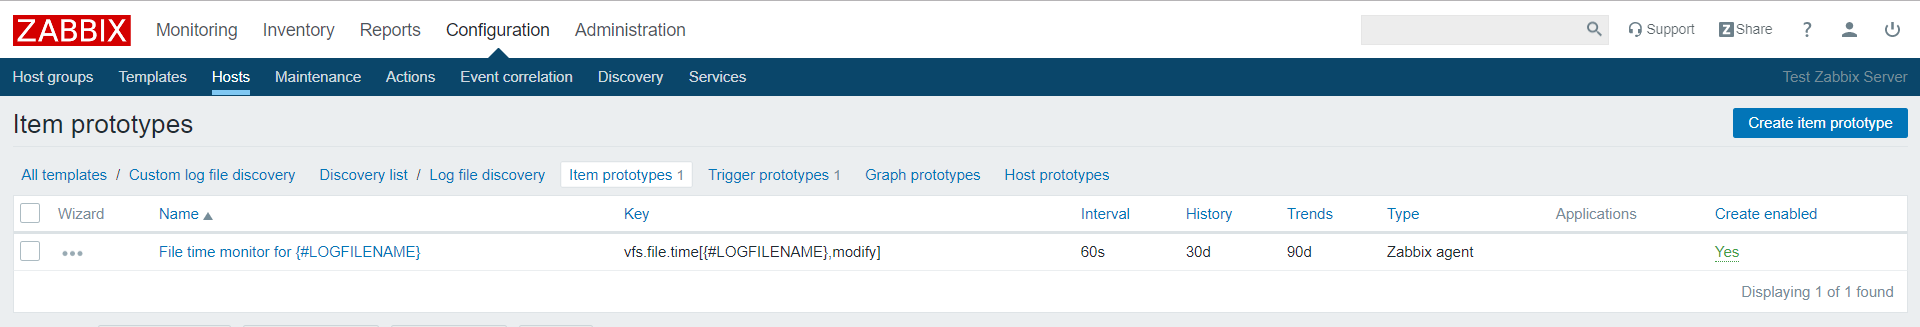 ZABBIX Monitoring Inventory Reports Configuration Administration Support Z Share ?
Host groups Templates Hosts Maintenance Actions Event correlation Discovery Services Test Zabbix Server
Item prototypes Create item prototype
All templates / Custom log file discovery Discovery list / Log file discovery Item prototypes 1 Trigger prototypes 1 Graph prototypes Host prototypes
Wizard Name ▲ Key Interval History Trends Type Applications Create enabled
••• File time monitor for {#LOGFILENAME} vfs.file.time[{#LOGFILENAME},modify] 60s 30d 90d Zabbix agent Yes
Displaying 1 of 1 found